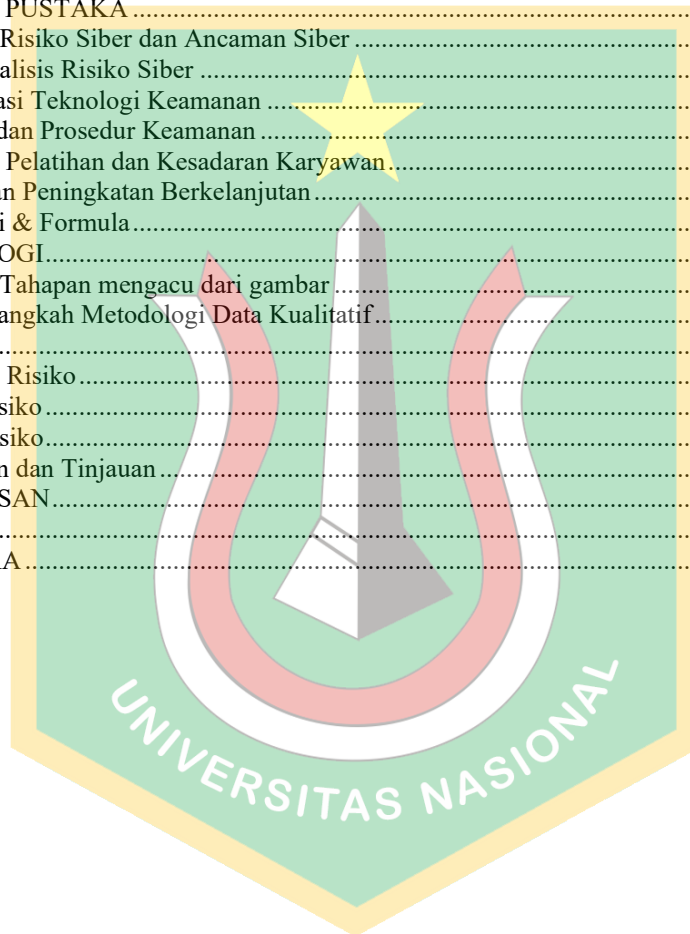 PUSTAKA
Risiko Siber dan Ancaman Siber
alisis Risiko Siber
asi Teknologi Keamanan
dan Prosedur Keamanan
Pelatihan dan Kesadaran Karyawan
an Peningkatan Berkelanjutan
i & Formula
OGI
Tahapan mengacu dari gambar
angkah Metodologi Data Kualitatif
Risiko
siko
siko
n dan Tinjauan
SAN
A
UNIVERSITAS NASIONAL